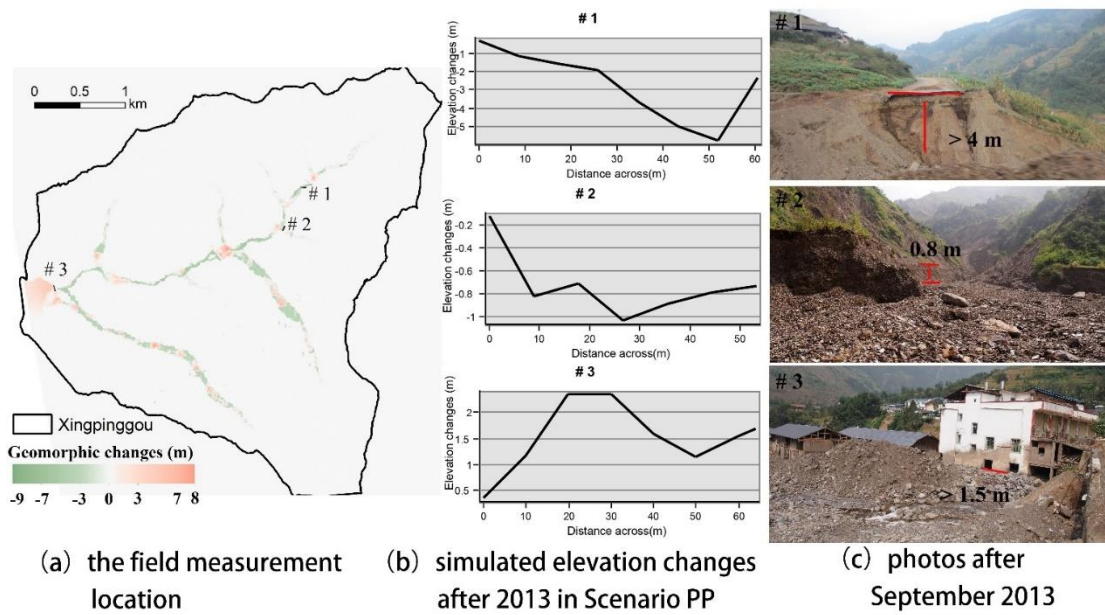 0 0.5 1
km
# 1
# 2
# 3
Xingpinggou
Geomorphic changes (m)
-9 -7 -3 0 3 7 8
(a) the field measurement
location
# 1
Elevation changes (m)
-1
-2
-3
-4
-5
0 10 20 30 40 50 60
Distance across(m)
# 2
Elevation changes (m)
-0.2
-0.4
-0.6
-0.8
-1
0 10 20 30 40 50
Distance across(m)
# 3
Elevation changes (m)
2
1.5
1
0.5
0 10 20 30 40 50 60
Distance across(m)
(b) simulated elevation changes
after 2013 in Scenario PP
# 1
> 4 m
# 2
0.8 m
# 3
> 1.5 m
(c) photos after
September 2013